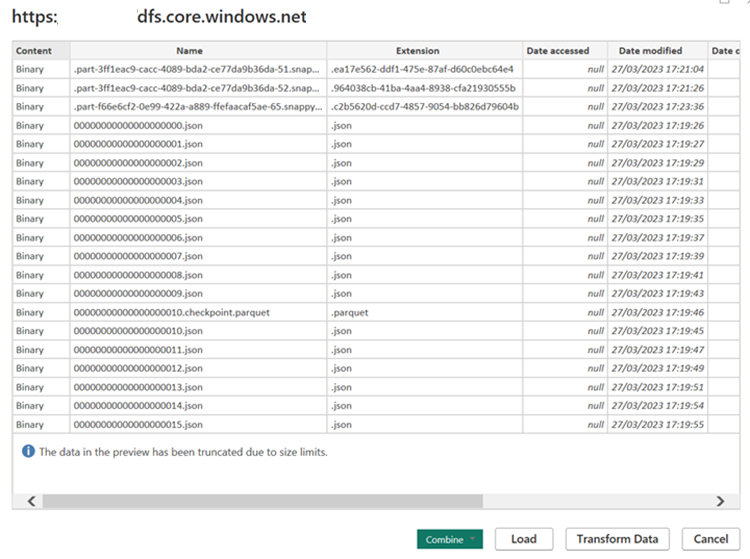 https: dfs.core.windows.net
Content Name Extension Date accessed Date modified Date c
Binary .part-3ff1eac9-cacc-4089-bda2-ce77da9b36da-51.snap... .ea17e562-ddf1-475e-87af-d60c0ebc64e4 null 27/03/2023 17:21:04
Binary .part-3ff1eac9-cacc-4089-bda2-ce77da9b36da-52.snap... .964038cb-41ba-4aa4-8938-cfa21930555b null 27/03/2023 17:21:26
Binary .part-f66e6cf2-0e99-422a-a889-ffefaacaf5ae-65.snappy... .c2b5620d-ccd7-4857-9054-bb826d79604b null 27/03/2023 17:23:36
Binary 00000000000000000000.json .json null 27/03/2023 17:19:26
Binary 00000000000000000001.json .json null 27/03/2023 17:19:27
Binary 00000000000000000002.json .json null 27/03/2023 17:19:29
Binary 00000000000000000003.json .json null 27/03/2023 17:19:31
Binary 00000000000000000004.json .json null 27/03/2023 17:19:33
Binary 00000000000000000005.json .json null 27/03/2023 17:19:35
Binary 00000000000000000006.json .json null 27/03/2023 17:19:37
Binary 00000000000000000007.json .json null 27/03/2023 17:19:39
Binary 00000000000000000008.json .json null 27/03/2023 17:19:41
Binary 00000000000000000009.json .json null 27/03/2023 17:19:43
Binary 00000000000000000010.checkpoint.parquet .parquet null 27/03/2023 17:19:46
Binary 00000000000000000010.json .json null 27/03/2023 17:19:45
Binary 00000000000000000011.json .json null 27/03/2023 17:19:47
Binary 00000000000000000012.json .json null 27/03/2023 17:19:49
Binary 00000000000000000013.json .json null 27/03/2023 17:19:51
Binary 00000000000000000014.json .json null 27/03/2023 17:19:54
Binary 00000000000000000015.json .json null 27/03/2023 17:19:55
The data in the preview has been truncated due to size limits.
Combine Load Transform Data Cancel